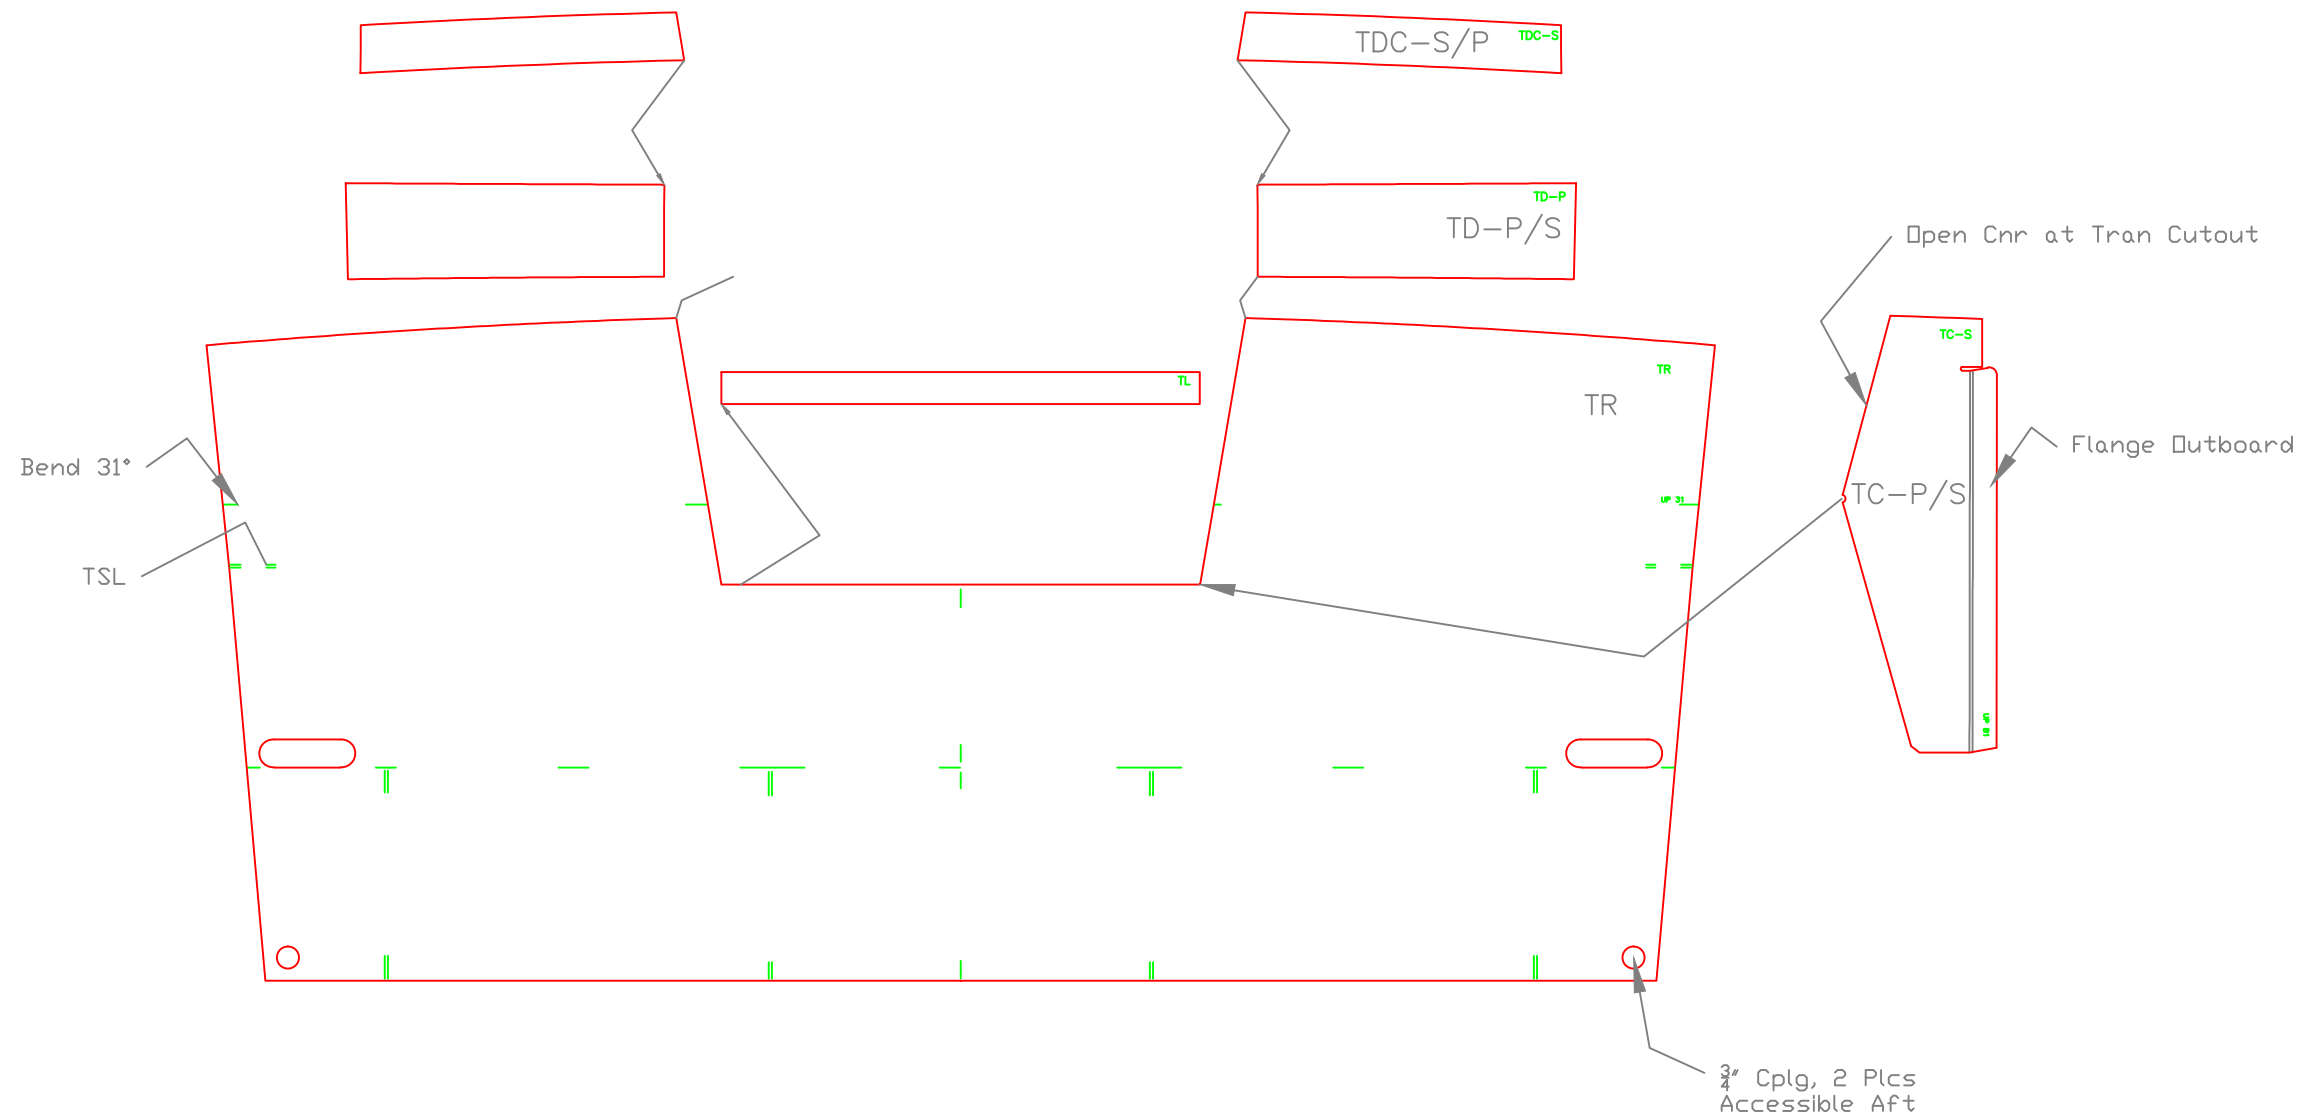 TDC-S/P
TDC-S
TD-P
TD-P/S
Open Cnr at Tran Cutout
TC-S
TL
TR
TR
Flange Outboard
Bend 31°
UP 31
TC-P/S
TSL
3/4" Cplg, 2 Plcs
Accessible Aft